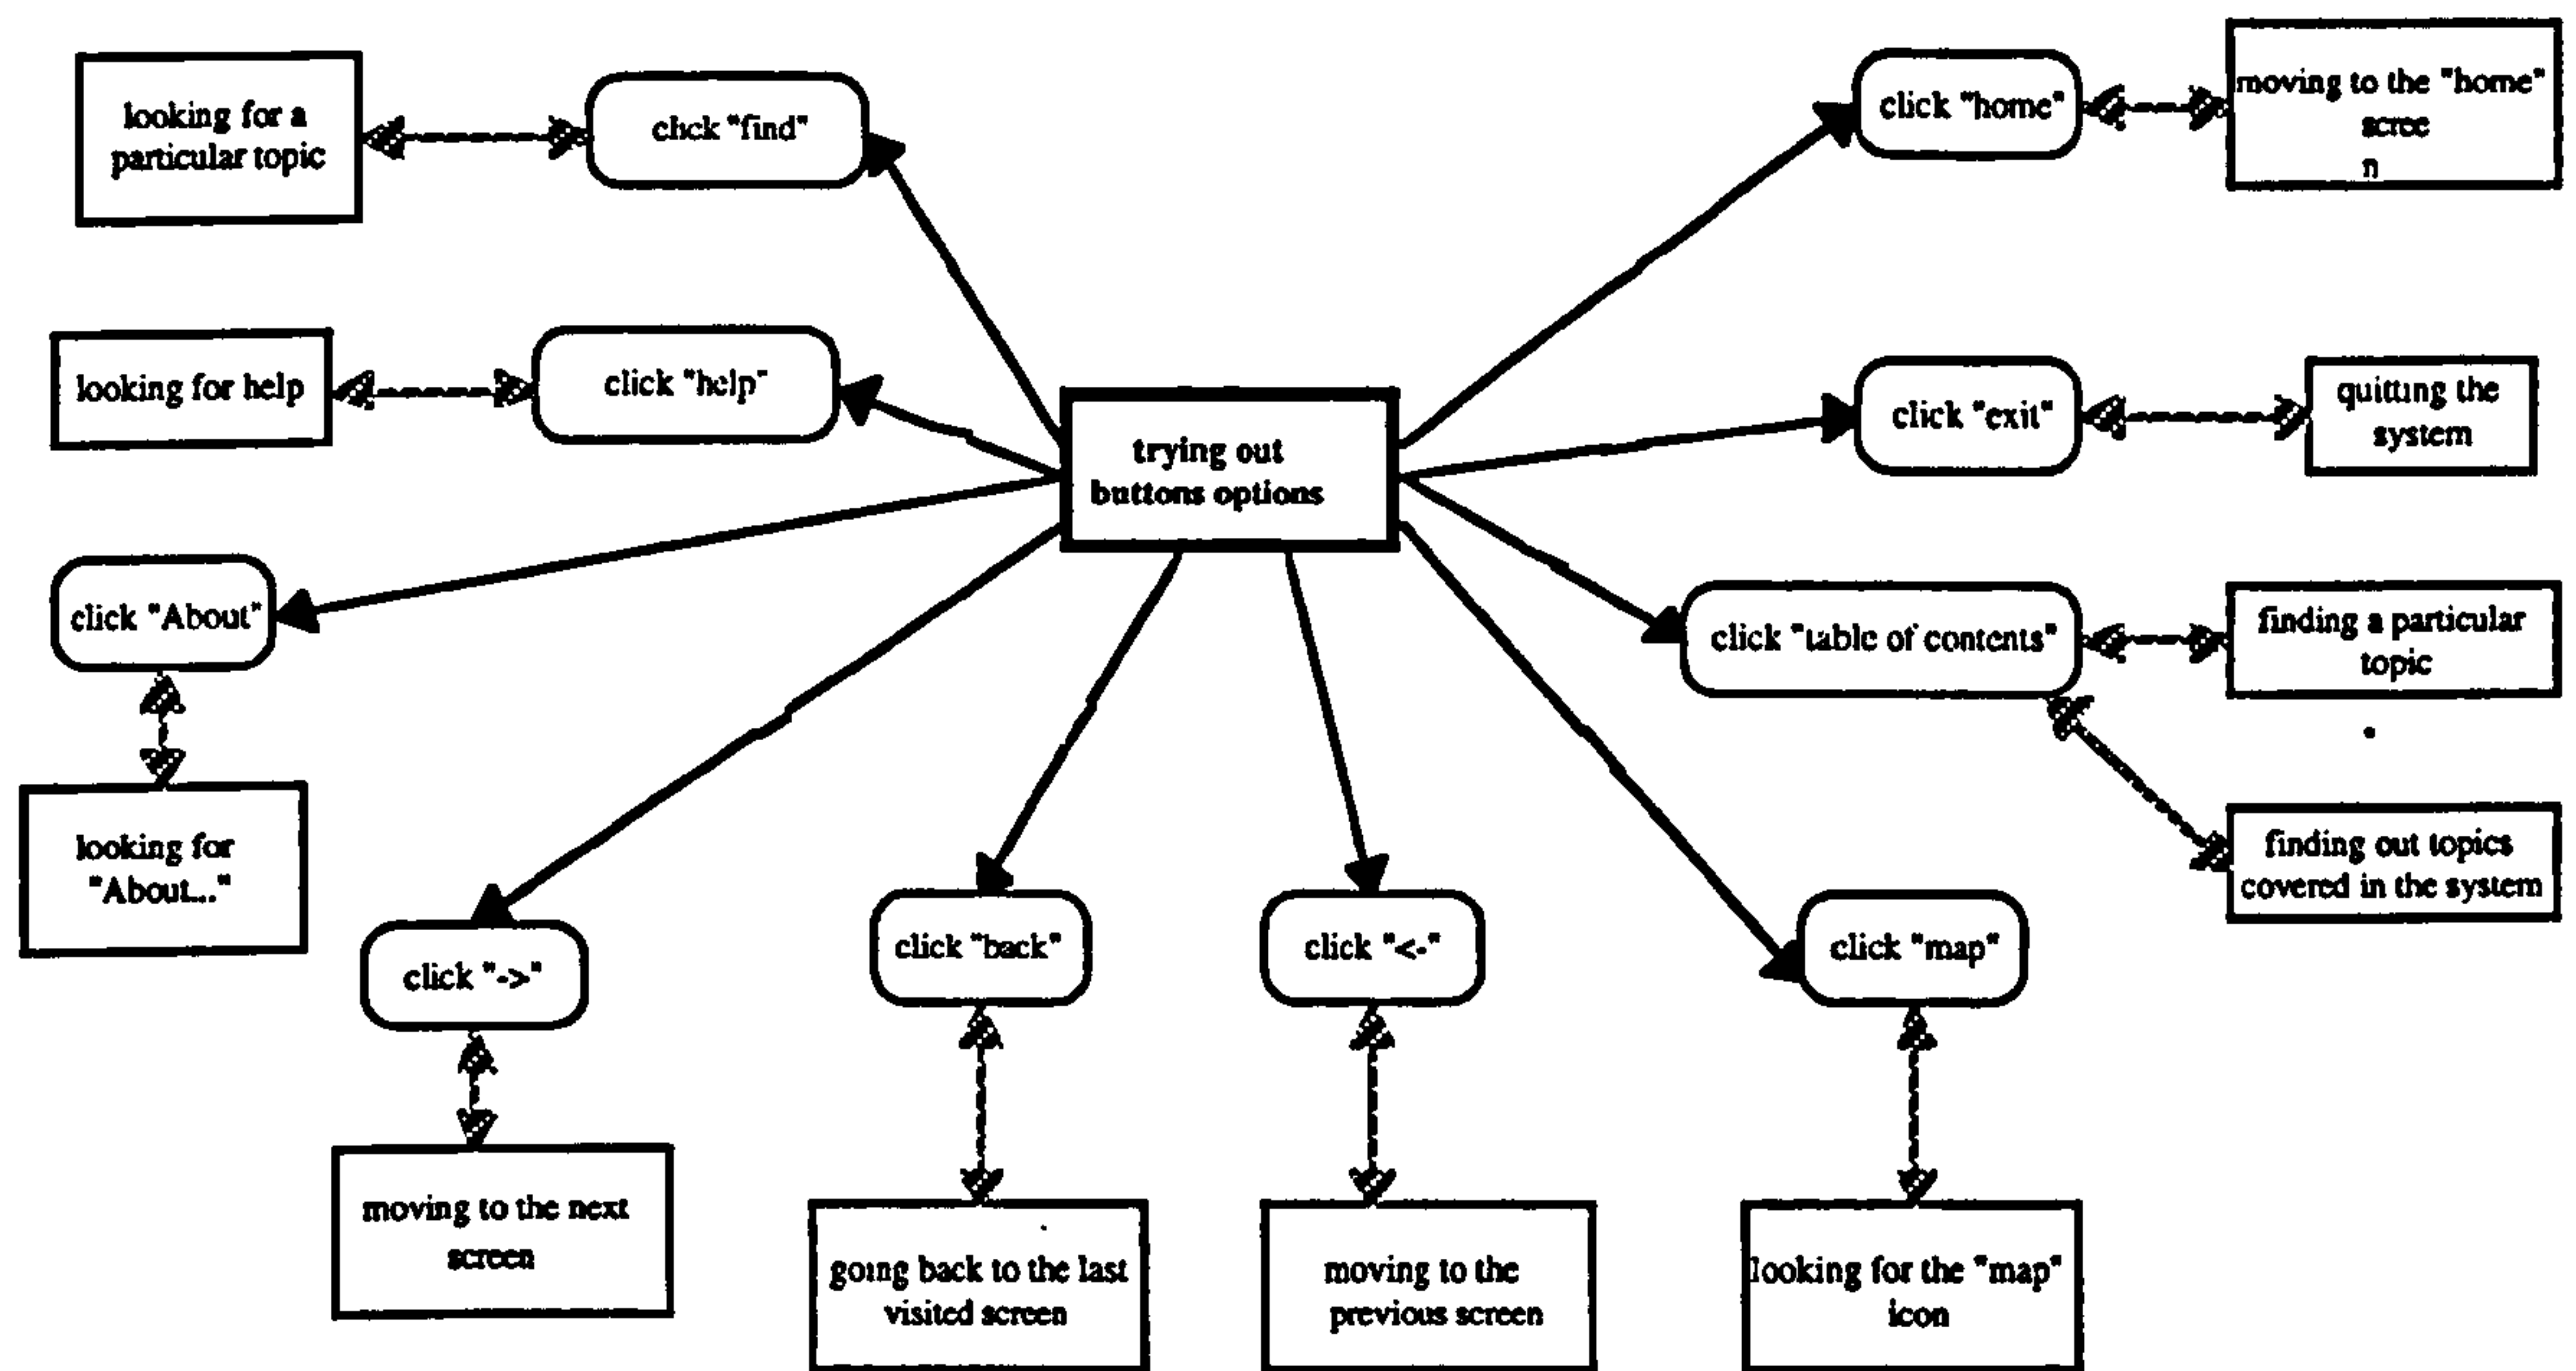 looking for a
particular topic
click "find"
click "home"
moving to the "home"
scree
n
looking for help
click "help"
trying out
buttons options
click "exit"
quitting the
system
click "About"
click "table of contents"
finding a particular
topic
looking for
"About..."
finding out topics
covered in the system
click "->"
click "back"
click "<-"
click "map"
moving to the next
screen
going back to the last
visited screen
moving to the
previous screen
looking for the "map"
icon